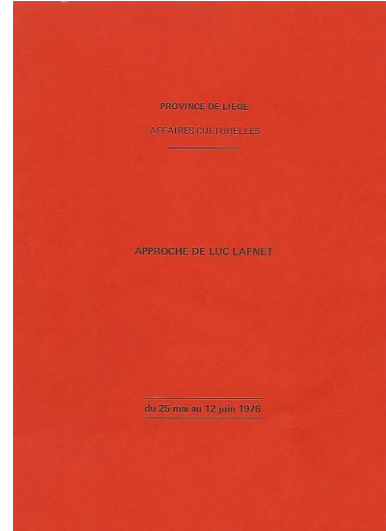 PROVINCE DE LIEGE
AFFAIRES CULTURELLES
APPROCHE DE LUC LAFNET
du 25 mai au 12 juin 1976